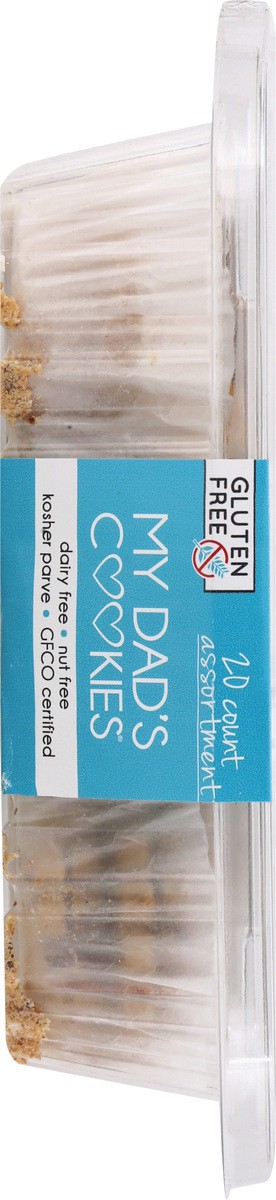 GLUTEN
FREE
20 count
assortment
MY DAD'S
COOKIES®
dairy free • nut free
kosher parve • GFCO certified